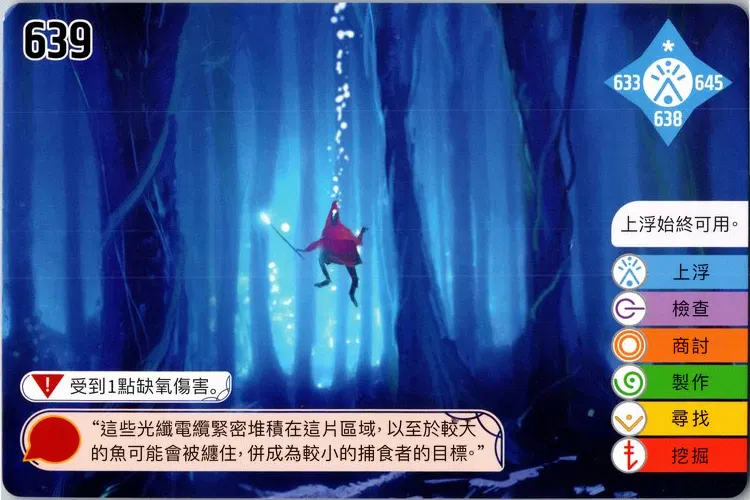 639
*
633
645
638
上浮始終可用。
上浮
檢查
商討
製作
尋找
挖掘
! 受到1點缺氧傷害。
“這些光纖電纜緊密堆積在這片區域，以至於較大
的魚可能會被纏住，併成為較小的捕食者的目標。”